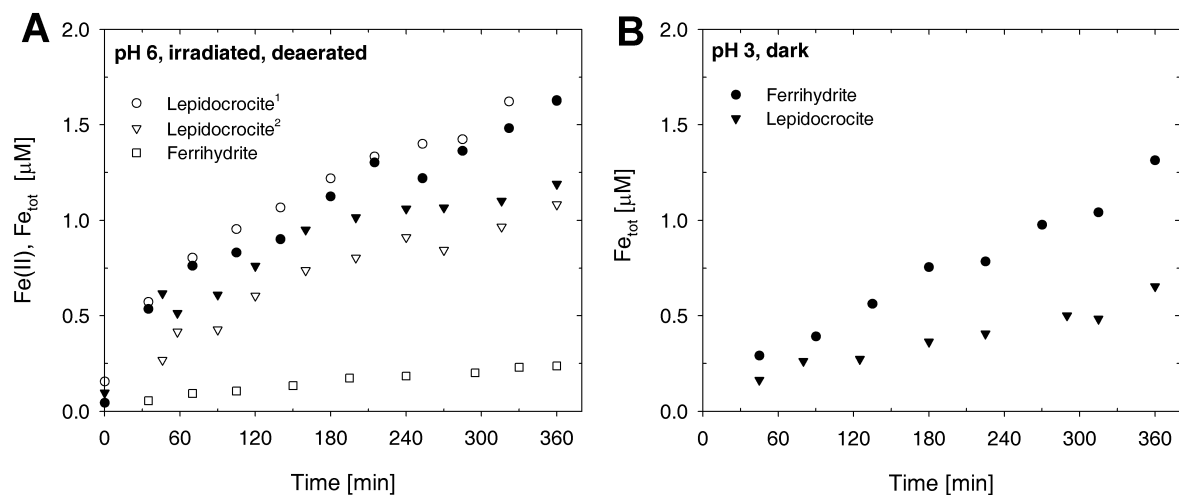 A
pH 6, irradiated, deaerated
Lepidocrocite¹
Lepidocrocite²
Ferrihydrite
Fe(II), Fe_tot [µM]
2.0
1.5
1.0
0.5
0.0
0 60 120 180 240 300 360
Time [min]
B
pH 3, dark
Ferrihydrite
Lepidocrocite
Fe_tot [µM]
2.0
1.5
1.0
0.5
0.0
0 60 120 180 240 300 360
Time [min]